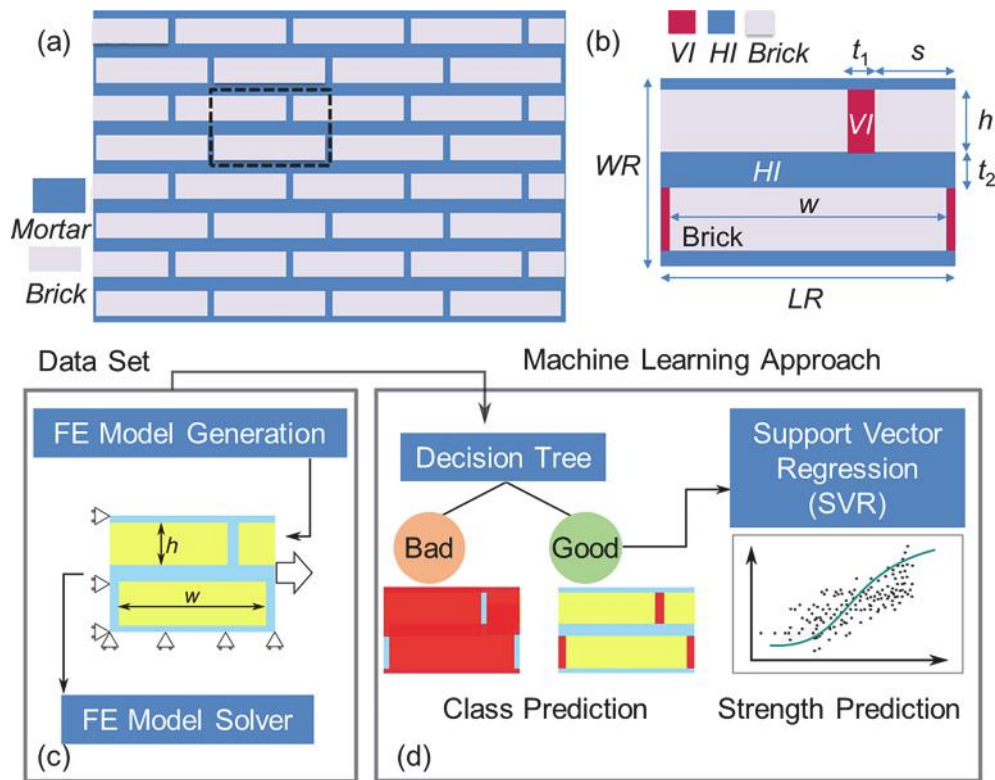 (a)
Mortar
Brick
(b)
VI HI Brick
t₁ s
VI
h
WR
HI
t₂
w
Brick
LR
Data Set
FE Model Generation
h
w
FE Model Solver
(c)
Machine Learning Approach
Decision Tree
Bad
Good
Support Vector
Regression
(SVR)
Class Prediction
Strength Prediction
(d)